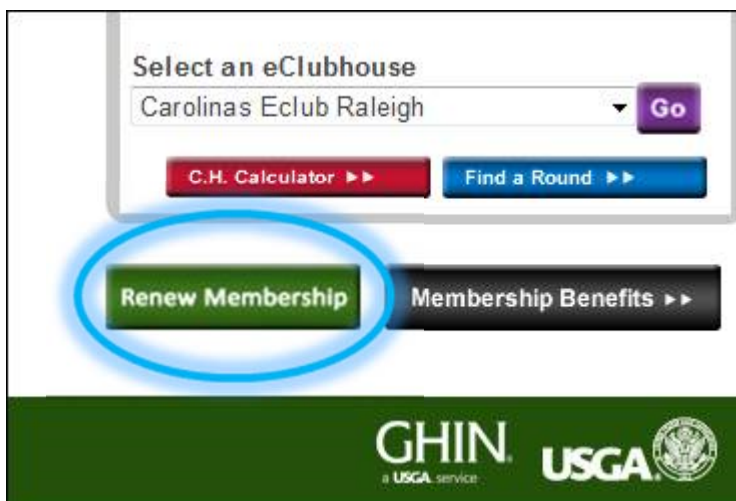 Select an eClubhouse
Carolinas Eclub Raleigh
Go
C.H. Calculator ►►
Find a Round ►►
Renew Membership
Membership Benefits ►►
GHIN.
a USGA service
USGA